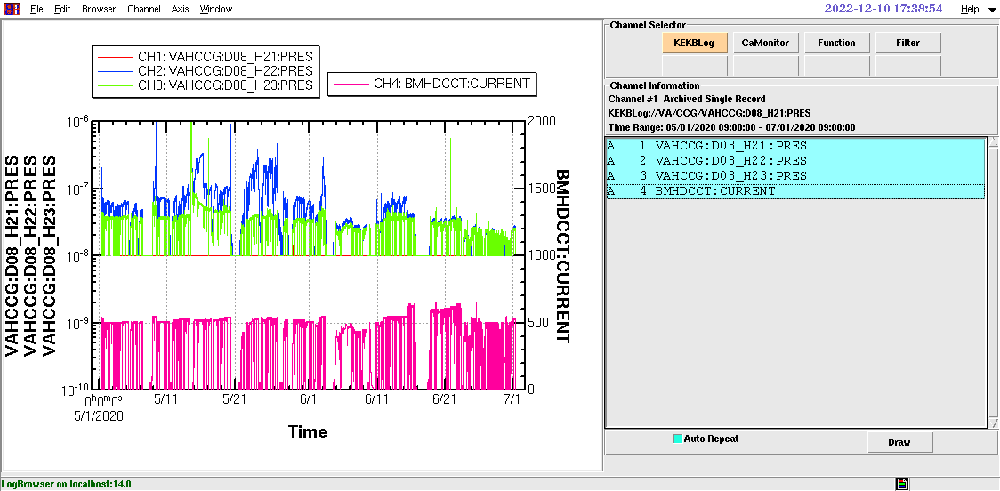 File Edit Browser Channel Axis Window 2022-12-10 17:39:54 Help
Channel Selector
KEKBLog CaMonitor Function Filter
Channel Information
Channel #1 Archived Single Record
KEKBLog://VA/CCG/VAHCCG:D08_H21:PRES
Time Range: 05/01/2020 09:00:00 - 07/01/2020 09:00:00
A 1 VAHCCG:D08_H21:PRES
A 2 VAHCCG:D08_H22:PRES
A 3 VAHCCG:D08_H23:PRES
A 4 BMHDCCT:CURRENT
Auto Repeat
Draw
CH1: VAHCCG:D08_H21:PRES
CH2: VAHCCG:D08_H22:PRES
CH3: VAHCCG:D08_H23:PRES
CH4: BMHDCCT:CURRENT
VAHCCG:D08_H21:PRES
VAHCCG:D08_H22:PRES
VAHCCG:D08_H23:PRES
10-6
10-7
10-8
10-9
10-10
2000
1500
1000
500
0
BMHDCCT:CURRENT
0h0m0s 5/11 5/21 6/1 6/11 6/21 7/1
5/1/2020
Time
LogBrowser on localhost:14.0